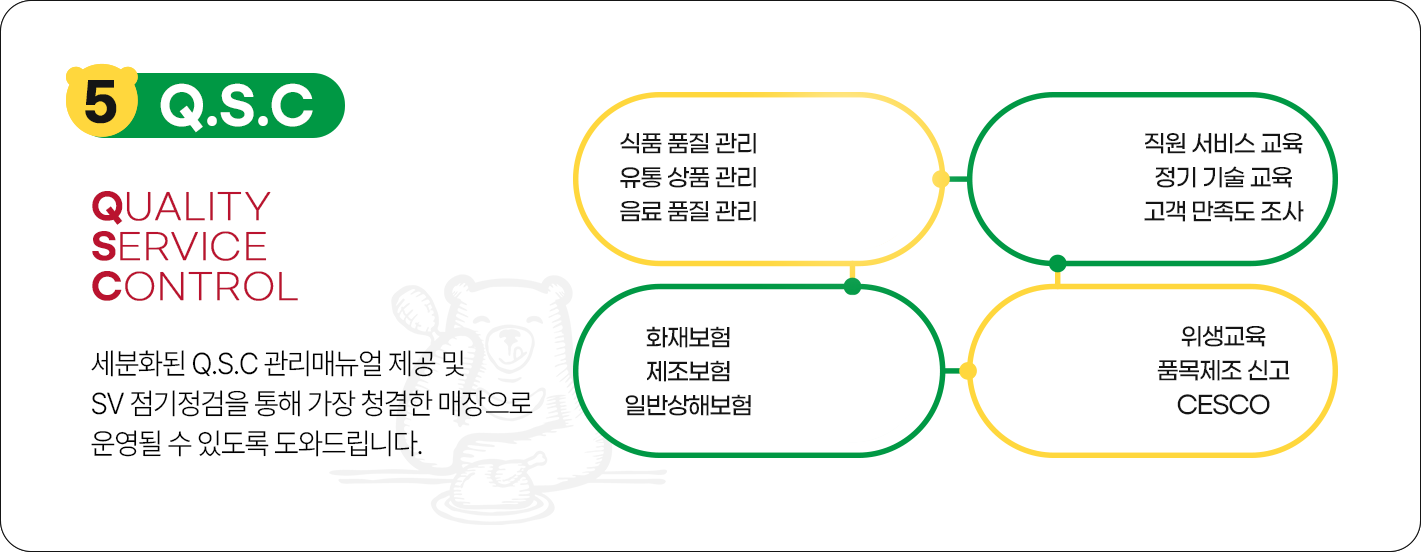 5 Q.S.C
QUALITY
SERVICE
CONTROL
세분화된 Q.S.C 관리매뉴얼 제공 및
SV 점기정검을 통해 가장 청결한 매장으로
운영될 수 있도록 도와드립니다.
식품 품질 관리
유통 상품 관리
음료 품질 관리
직원 서비스 교육
정기 기술 교육
고객 만족도 조사
화재보험
제조보험
일반상해보험
위생교육
품목제조 신고
CESCO